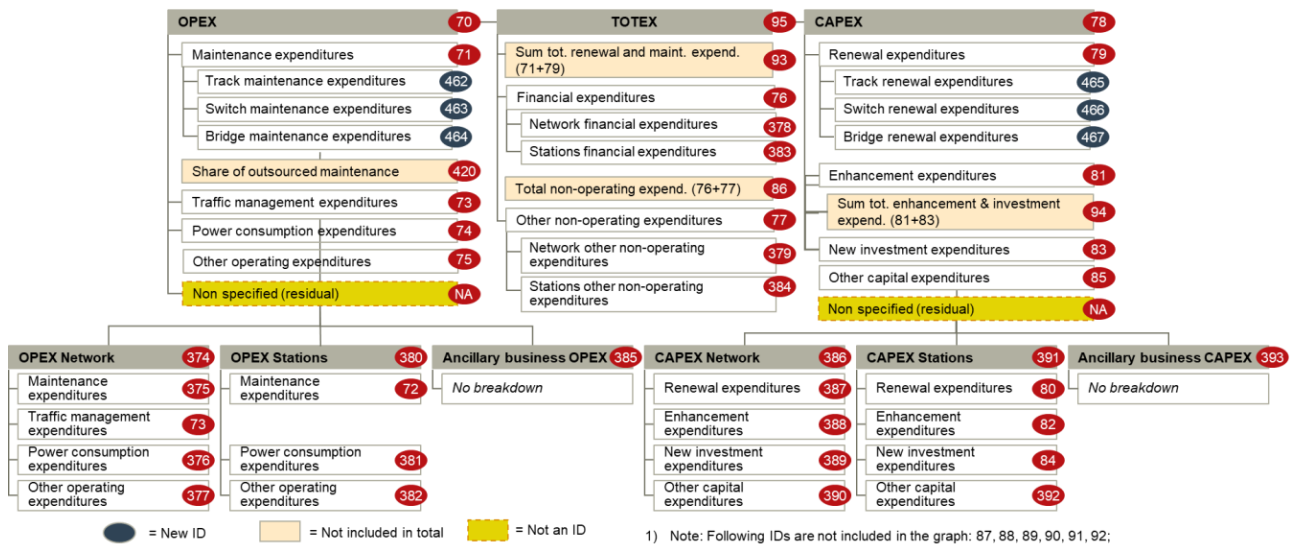 OPEX 70
Maintenance expenditures 71
Track maintenance expenditures 462
Switch maintenance expenditures 463
Bridge maintenance expenditures 464
Share of outsourced maintenance 420
Traffic management expenditures 73
Power consumption expenditures 74
Other operating expenditures 75
Non specified (residual) NA
TOTEX 95
Sum tot. renewal and maint. expend.
(71+79) 93
Financial expenditures 76
Network financial expenditures 378
Stations financial expenditures 383
Total non-operating expend. (76+77) 86
Other non-operating expenditures 77
Network other non-operating
expenditures 379
Stations other non-operating
expenditures 384
CAPEX 78
Renewal expenditures 79
Track renewal expenditures 465
Switch renewal expenditures 466
Bridge renewal expenditures 467
Enhancement expenditures 81
Sum tot. enhancement & investment
expend. (81+83) 94
New investment expenditures 83
Other capital expenditures 85
Non specified (residual) NA
OPEX Network 374
Maintenance
expenditures 375
Traffic management
expenditures 73
Power consumption
expenditures 376
Other operating
expenditures 377
OPEX Stations 380
Maintenance
expenditures 72
Power consumption
expenditures 381
Other operating
expenditures 382
Ancillary business OPEX 385
No breakdown
CAPEX Network 386
Renewal expenditures 387
Enhancement
expenditures 388
New investment
expenditures 389
Other capital
expenditures 390
CAPEX Stations 391
Renewal expenditures 80
Enhancement
expenditures 82
New investment
expenditures 84
Other capital
expenditures 392
Ancillary business CAPEX 393
No breakdown
= New ID
= Not included in total
= Not an ID
1) Note: Following IDs are not included in the graph: 87, 88, 89, 90, 91, 92;